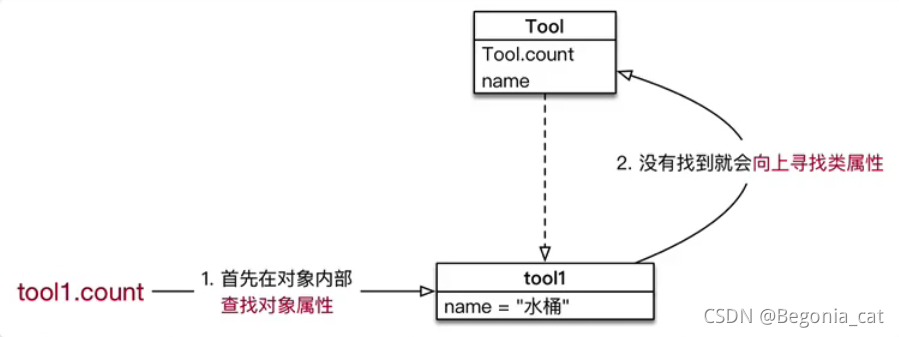 Tool
Tool.count
name
2. 没有找到就会向上寻找类属性
tool1.count
1. 首先在对象内部
查找对象属性
tool1
name = "水桶"
CSDN @Begonia_cat